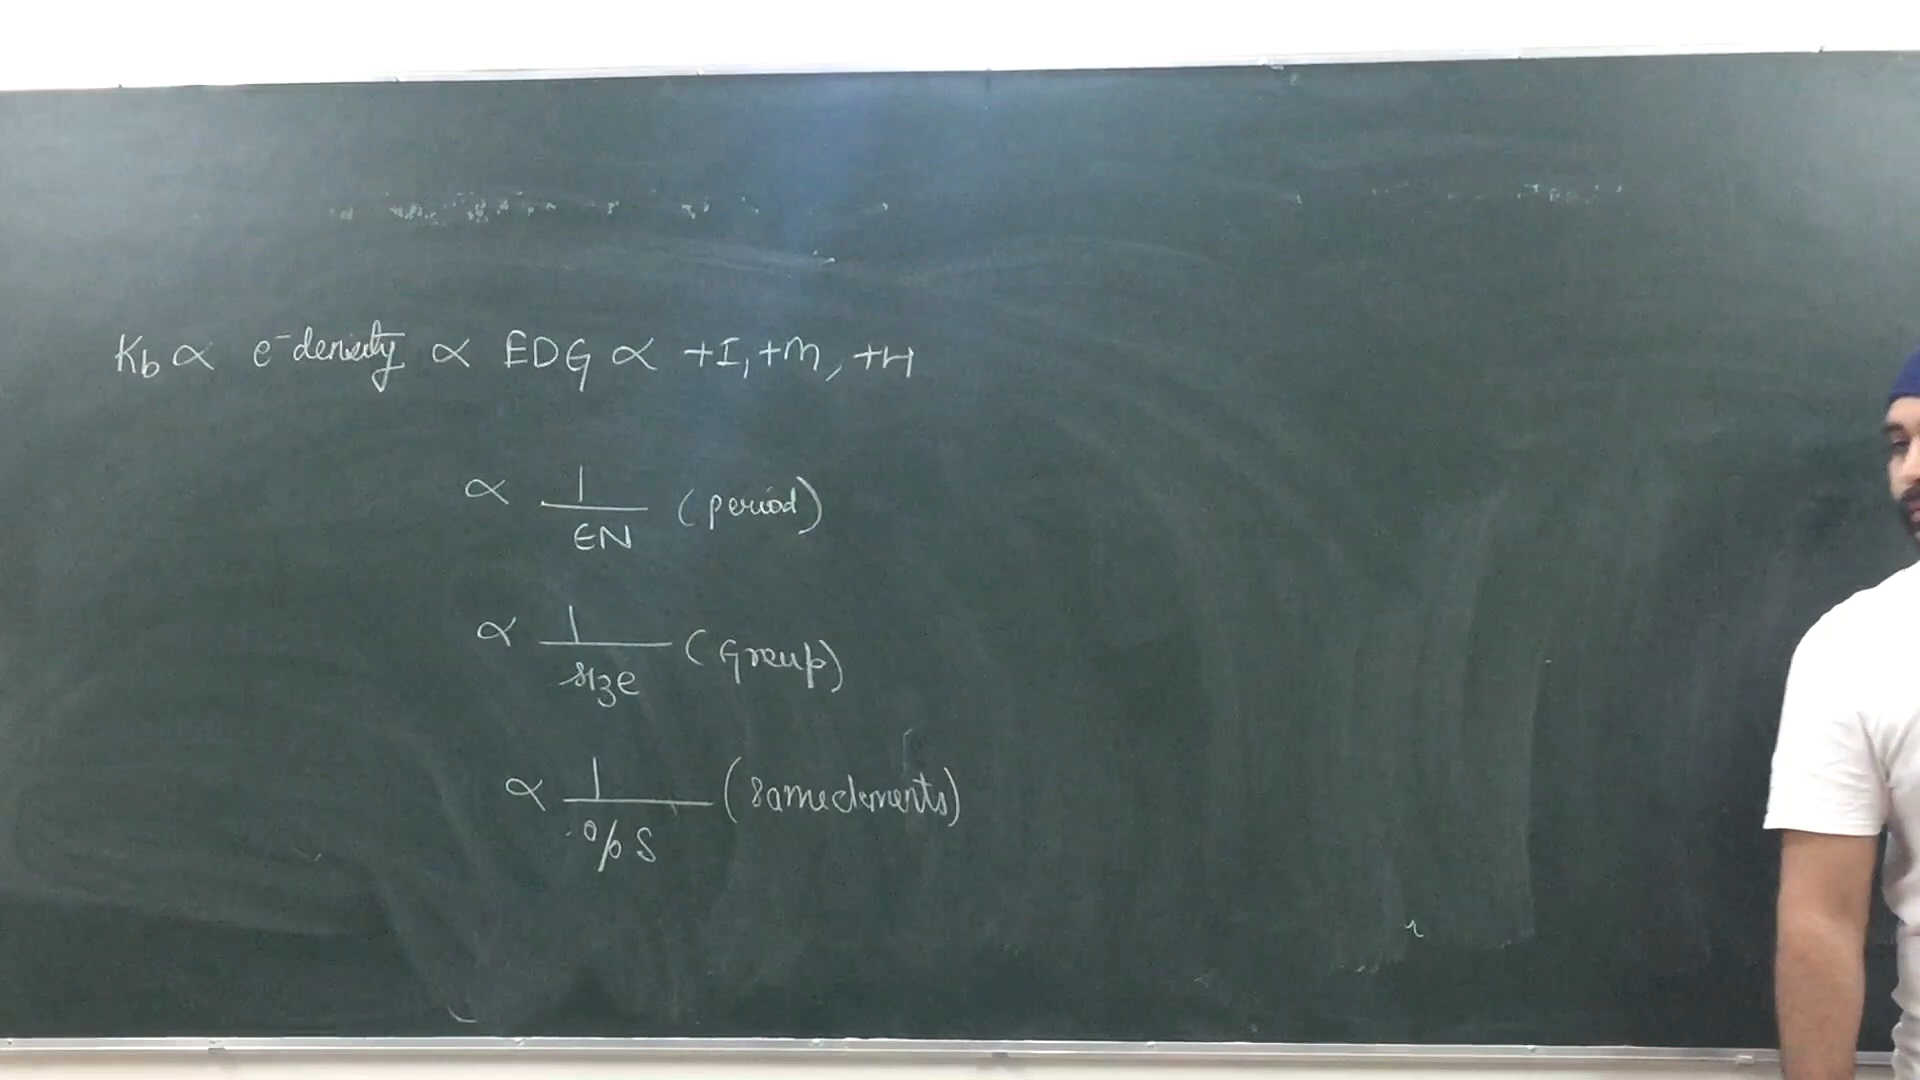 Kb ∝ e⁻density ∝ EDG ∝ +I, +M, +H
∝ 1/EN (period)
∝ 1/size (Group)
∝ 1/%S (same elements)